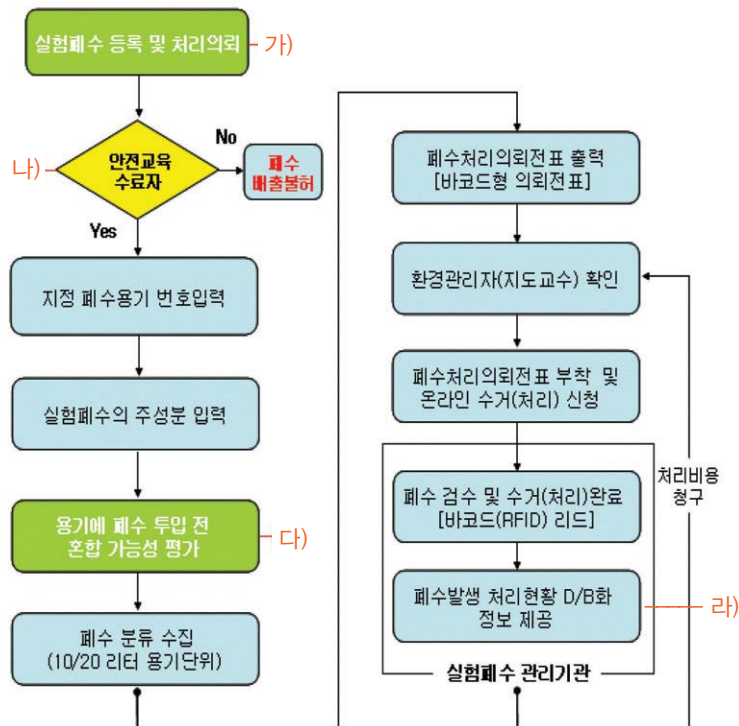 실험폐수 등록 및 처리의뢰
가)
나)
안전교육
수료자
No
폐수
배출불허
Yes
지정 폐수용기 번호입력
실험폐수의 주성분 입력
용기에 폐수 투입 전
혼합 가능성 평가
다)
폐수 분류 수집
(10/20 리터 용기단위)
폐수처리의뢰전표 출력
[바코드형 의뢰전표]
환경관리자(지도교수) 확인
폐수처리의뢰전표 부착 및
온라인 수거(처리) 신청
폐수 검수 및 수거(처리)완료
[바코드(RFID) 리드]
폐수발생 처리현황 D/B화
정보 제공
라)
실험폐수 관리기관
처리비용
청구